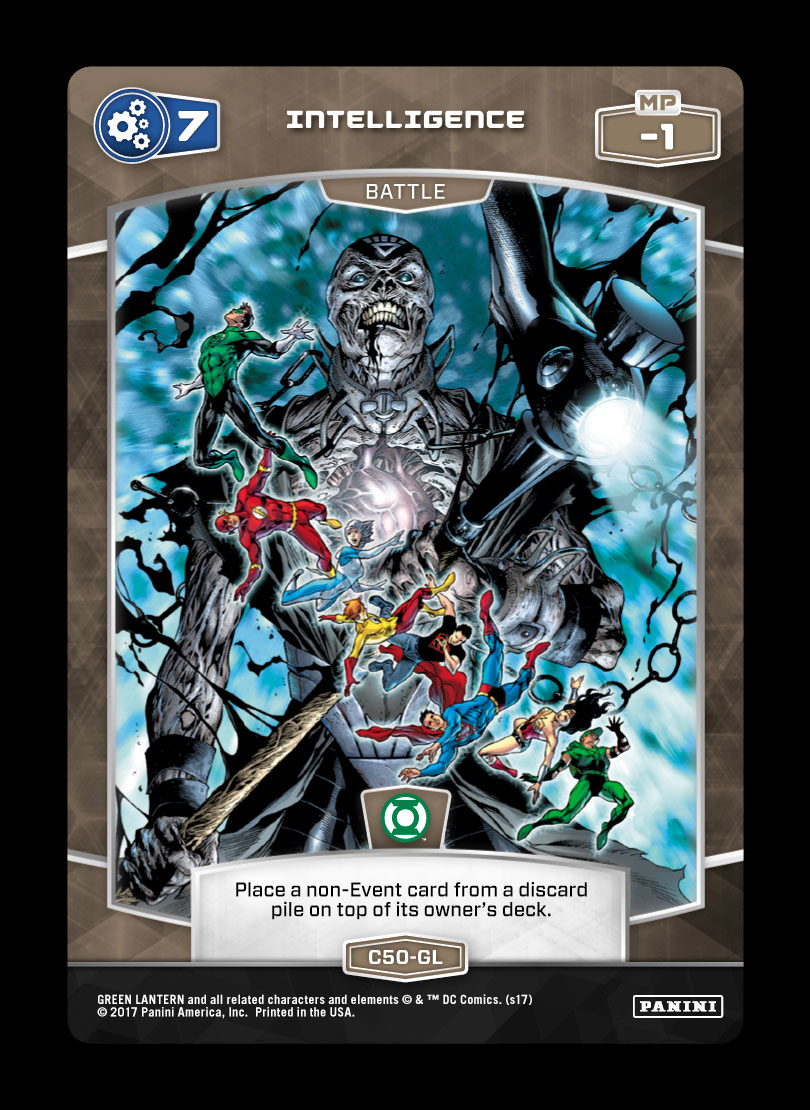 7
INTELLIGENCE
MP
-1
BATTLE
™
Place a non-Event card from a discard
pile on top of its owner's deck.
C50-GL
GREEN LANTERN and all related characters and elements © & ™ DC Comics. (s17)
© 2017 Panini America, Inc.  Printed in the USA.
PANINI